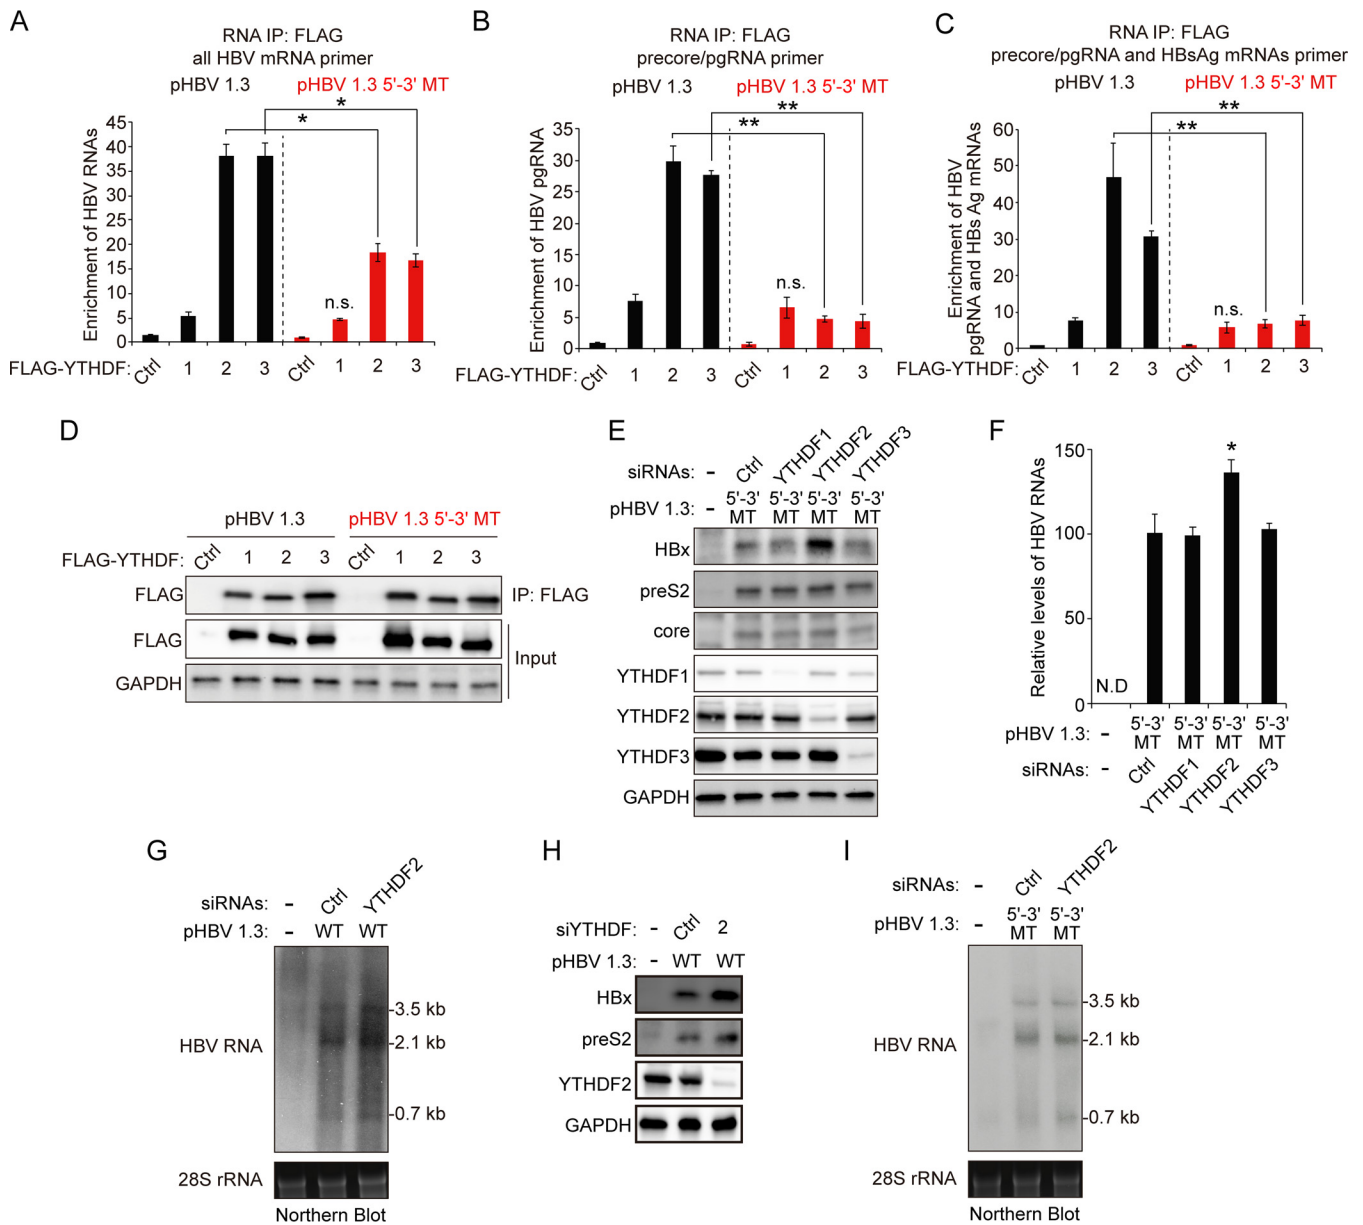 A
RNA IP: FLAG
all HBV mRNA primer
pHBV 1.3 pHBV 1.3 5'-3' MT
*
*
Enrichment of HBV RNAs
45
40
35
30
25
20
15
10
5
0
n.s.
FLAG-YTHDF: Ctrl 1 2 3 Ctrl 1 2 3
B
RNA IP: FLAG
precore/pgRNA primer
pHBV 1.3 pHBV 1.3 5'-3' MT
**
**
Enrichment of HBV pgRNA
35
30
25
20
15
10
5
0
n.s.
FLAG-YTHDF: Ctrl 1 2 3 Ctrl 1 2 3
C
RNA IP: FLAG
precore/pgRNA and HBsAg mRNAs primer
pHBV 1.3 pHBV 1.3 5'-3' MT
**
**
Enrichment of HBV
pgRNA and HBs Ag mRNAs
60
50
40
30
20
10
0
n.s.
FLAG-YTHDF: Ctrl 1 2 3 Ctrl 1 2 3
D
pHBV 1.3 pHBV 1.3 5'-3' MT
FLAG-YTHDF: Ctrl 1 2 3 Ctrl 1 2 3
FLAG IP: FLAG
FLAG
Input
GAPDH
E
siRNAs: - Ctrl YTHDF1 YTHDF2 YTHDF3
pHBV 1.3: - 5'-3' MT 5'-3' MT 5'-3' MT 5'-3' MT
HBx
preS2
core
YTHDF1
YTHDF2
YTHDF3
GAPDH
F
Relative levels of HBV RNAs
150
100
50
0
*
N.D
pHBV 1.3: - 5'-3' MT 5'-3' MT 5'-3' MT 5'-3' MT
siRNAs: - Ctrl YTHDF1 YTHDF2 YTHDF3
G
siRNAs: - Ctrl YTHDF2
pHBV 1.3: - WT WT
-3.5 kb
HBV RNA -2.1 kb
-0.7 kb
28S rRNA
Northern Blot
H
siYTHDF: - Ctrl 2
pHBV 1.3: - WT WT
HBx
preS2
YTHDF2
GAPDH
I
siRNAs: - Ctrl YTHDF2
pHBV 1.3: - 5'-3' MT 5'-3' MT
-3.5 kb
HBV RNA -2.1 kb
-0.7 kb
28S rRNA
Northern Blot